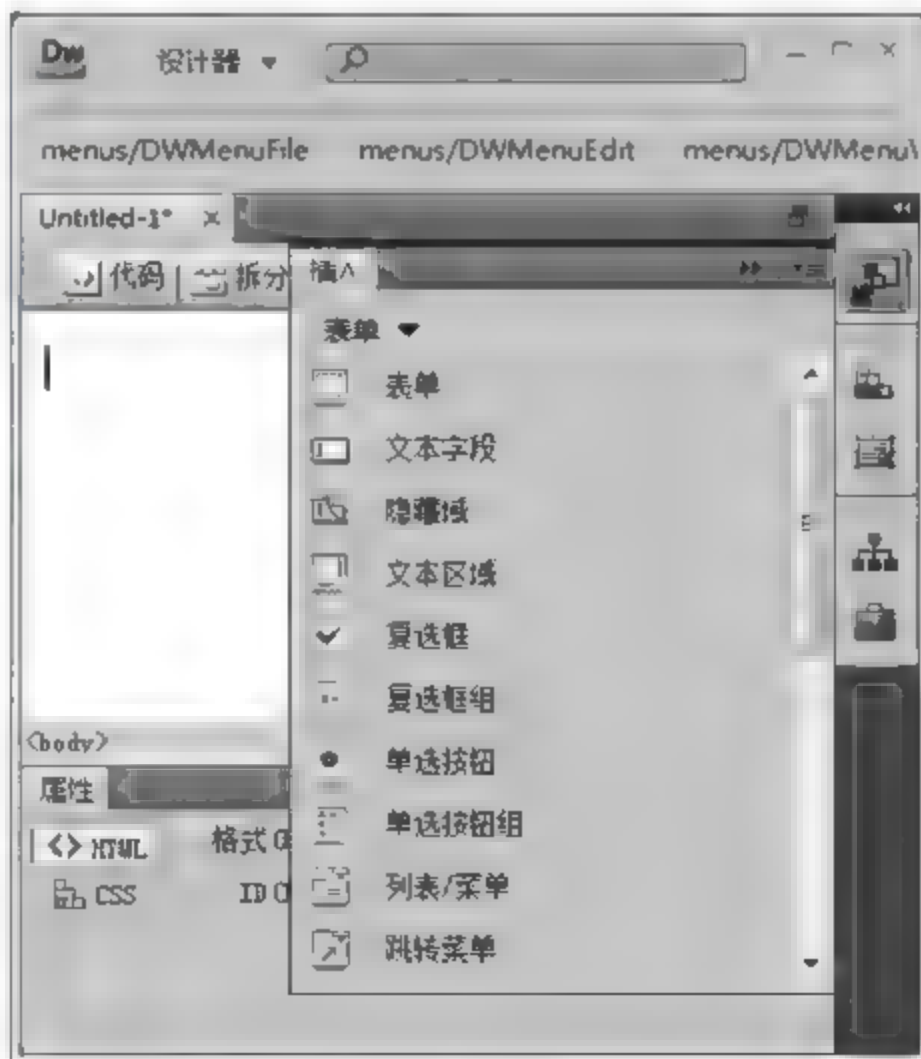 Dw 设计器
menus/DWMenuFile menus/DWMenuEdit menus/DWMenuV
Untitled-1* ×
代码 拆分 插入
表单
表单
文本字段
隐藏域
文本区域
复选框
复选框组
单选按钮
<body>
属性
单选按钮组
<> HTML 格式
列表/菜单
CSS ID
跳转菜单